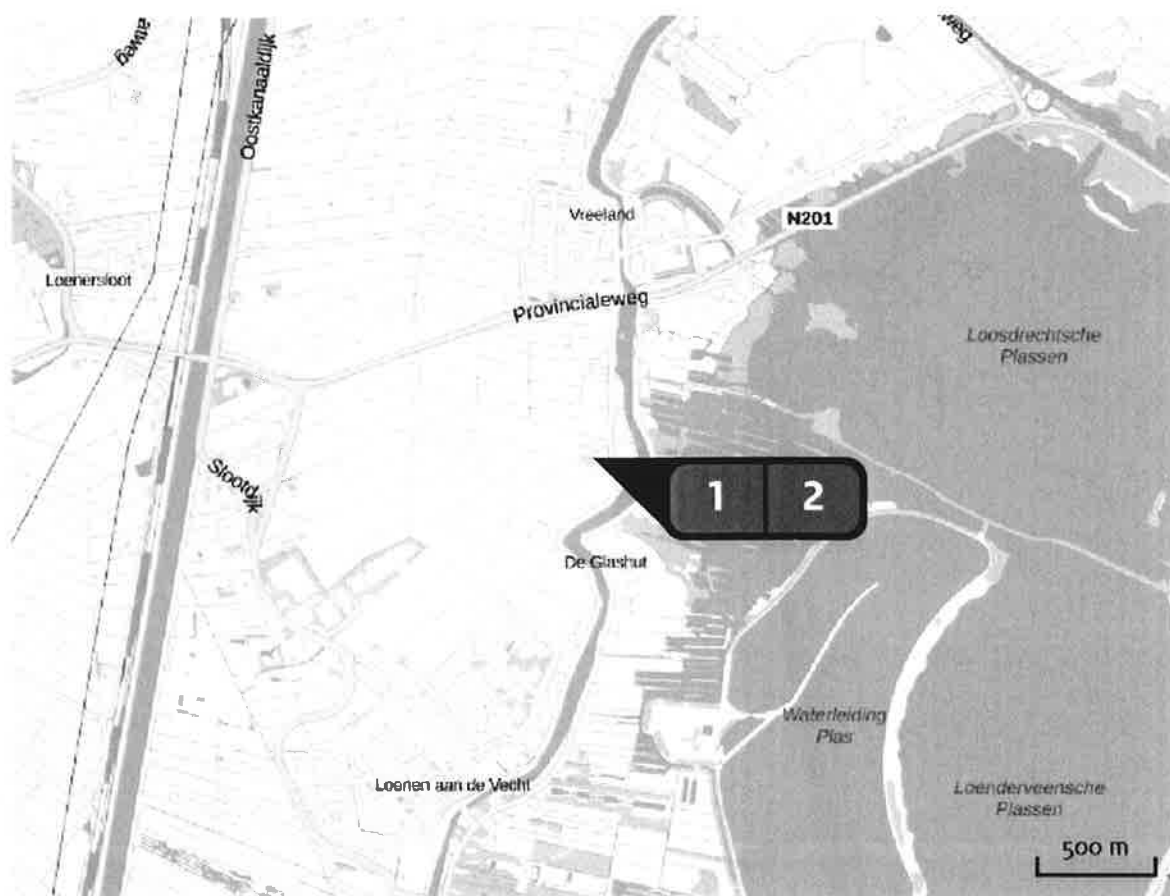 Oostkanaaldijk
Vreeland
N201
Loenersloot
Provincialeweg
Loosdrechtsche
Plassen
Slootdijk
1 2
De Glashut
Waterleiding
Plas
Loenen aan de Vecht
Loenderveensche
Plassen
500 m